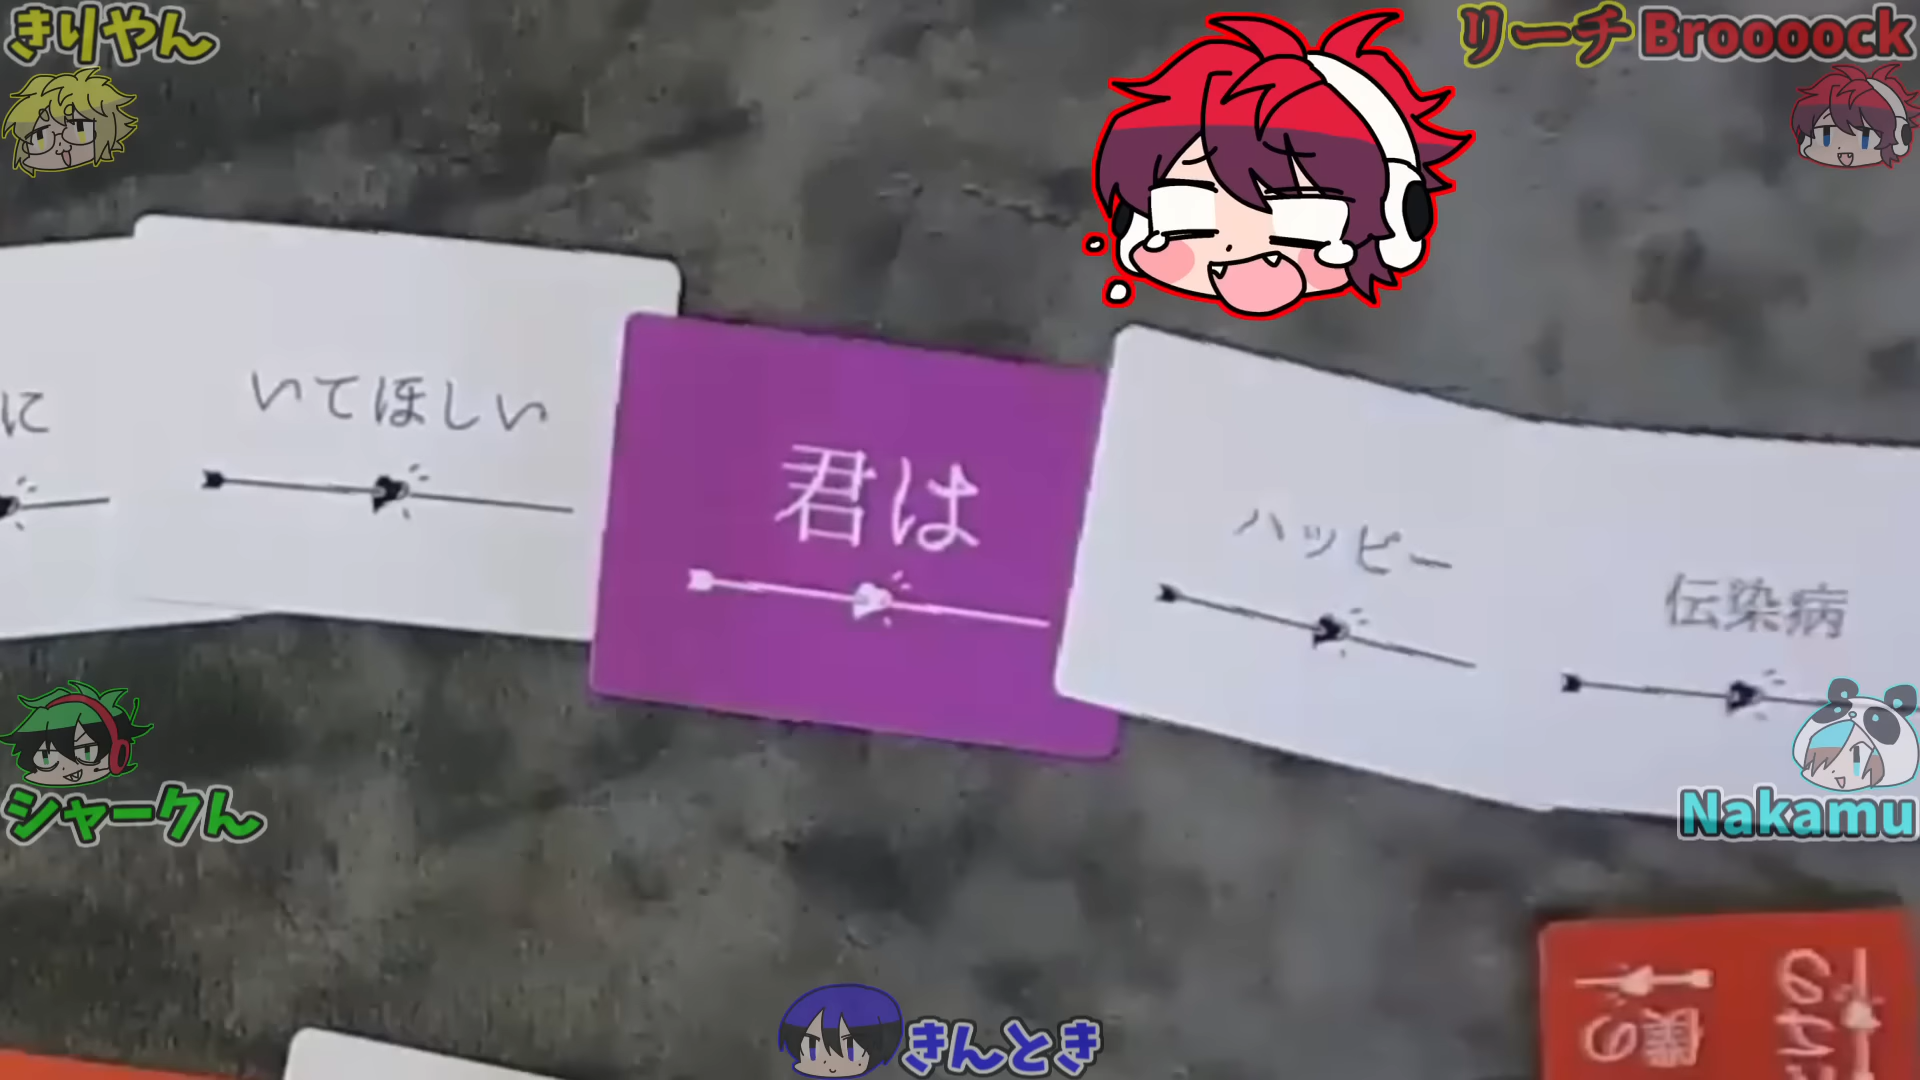 きりやん
リーチ Broooock
に
いてほしい
君は
ハッピー
伝染病
シャークん
Nakamu
僕の
きんとき